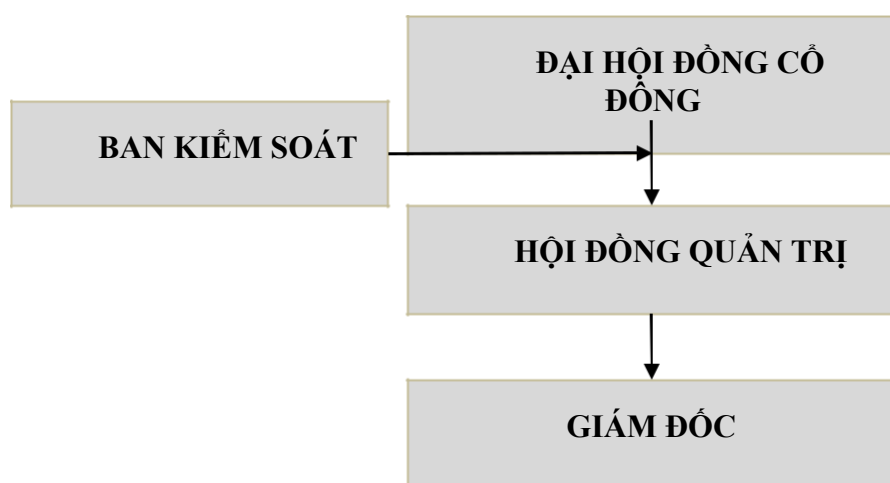 ĐẠI HỘI ĐỒNG CỔ
ĐÔNG
BAN KIỂM SOÁT
HỘI ĐỒNG QUẢN TRỊ
GIÁM ĐỐC